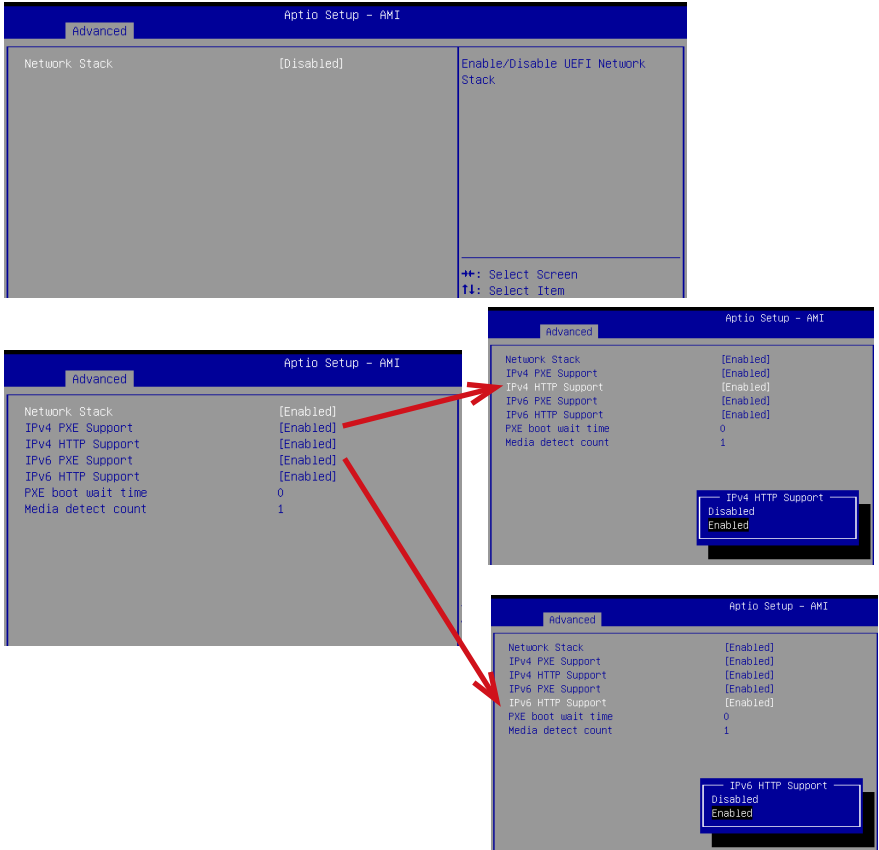 Aptio Setup – AMI
Advanced
Network Stack [Disabled]
Enable/Disable UEFI Network
Stack
→←: Select Screen
↑↓: Select Item
Aptio Setup – AMI
Advanced
Network Stack [Enabled]
IPv4 PXE Support [Enabled]
IPv4 HTTP Support [Enabled]
IPv6 PXE Support [Enabled]
IPv6 HTTP Support [Enabled]
PXE boot wait time 0
Media detect count 1
Aptio Setup – AMI
Advanced
Network Stack [Enabled]
IPv4 PXE Support [Enabled]
IPv4 HTTP Support [Enabled]
IPv6 PXE Support [Enabled]
IPv6 HTTP Support [Enabled]
PXE boot wait time 0
Media detect count 1
IPv4 HTTP Support
Disabled
Enabled
Aptio Setup – AMI
Advanced
Network Stack [Enabled]
IPv4 PXE Support [Enabled]
IPv4 HTTP Support [Enabled]
IPv6 PXE Support [Enabled]
IPv6 HTTP Support [Enabled]
PXE boot wait time 0
Media detect count 1
IPv6 HTTP Support
Disabled
Enabled